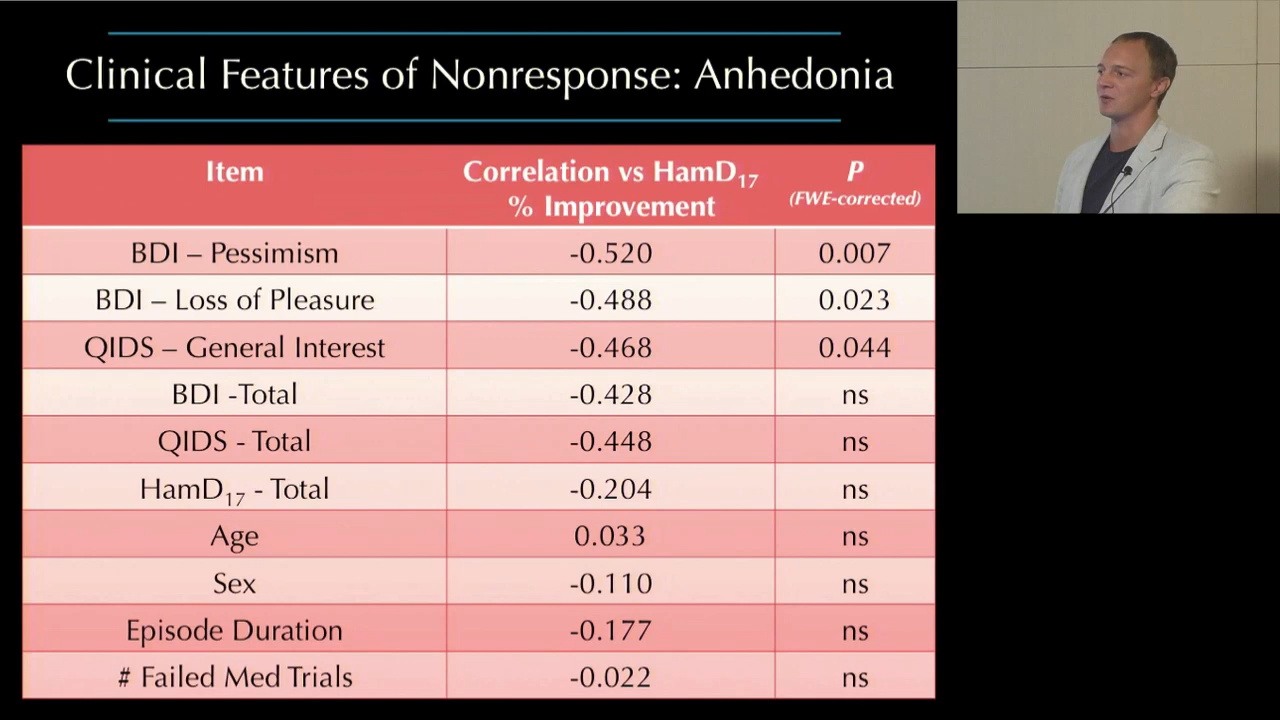 Clinical Features of Nonresponse: Anhedonia
Item
Correlation vs HamD₁₇
% Improvement
P
(FWE-corrected)
BDI – Pessimism -0.520 0.007
BDI – Loss of Pleasure -0.488 0.023
QIDS – General Interest -0.468 0.044
BDI -Total -0.428 ns
QIDS - Total -0.448 ns
HamD₁₇ - Total -0.204 ns
Age 0.033 ns
Sex -0.110 ns
Episode Duration -0.177 ns
# Failed Med Trials -0.022 ns